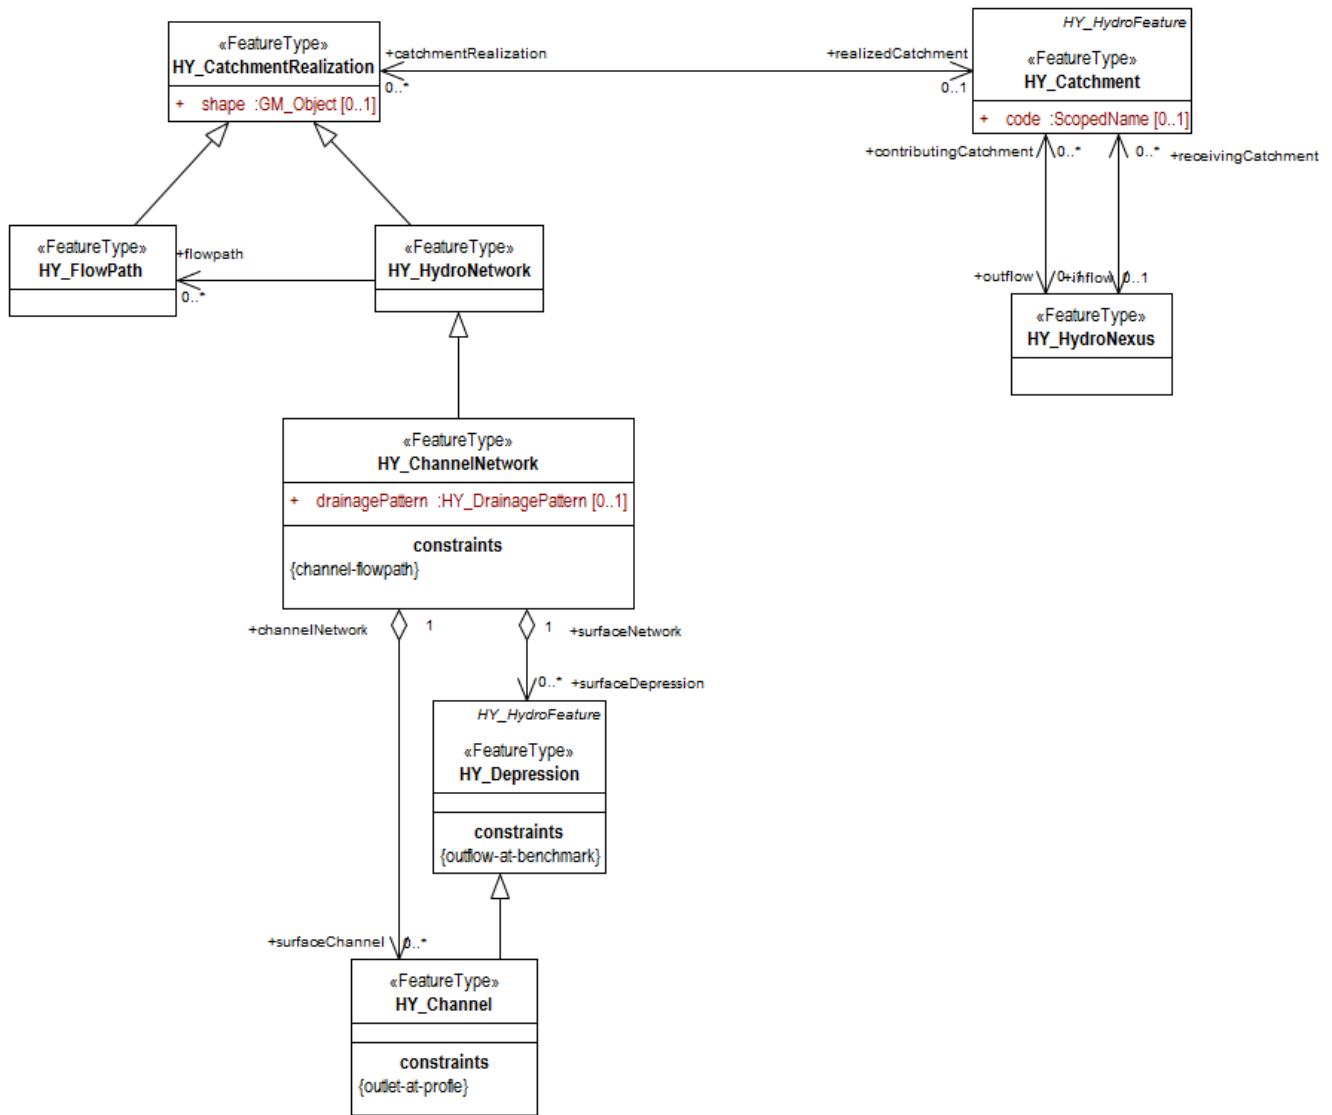 «FeatureType»
HY_CatchmentRealization
+ shape :GM_Object [0..1]
+catchmentRealization
0..*
+realizedCatchment
0..1
HY_HydroFeature
«FeatureType»
HY_Catchment
+ code :ScopedName [0..1]
+contributingCatchment
0..*
0..*
+receivingCatchment
«FeatureType»
HY_FlowPath
+flowpath
0..*
«FeatureType»
HY_HydroNetwork
+outflow
0..1
+inflow
0..1
«FeatureType»
HY_HydroNexus
«FeatureType»
HY_ChannelNetwork
+ drainagePattern :HY_DrainagePattern [0..1]
constraints
{channel-flowpath}
+channelNetwork
1
1
+surfaceNetwork
0..*
+surfaceDepression
HY_HydroFeature
«FeatureType»
HY_Depression
constraints
{outflow-at-benchmark}
+surfaceChannel
0..*
«FeatureType»
HY_Channel
constraints
{outlet-at-profle}